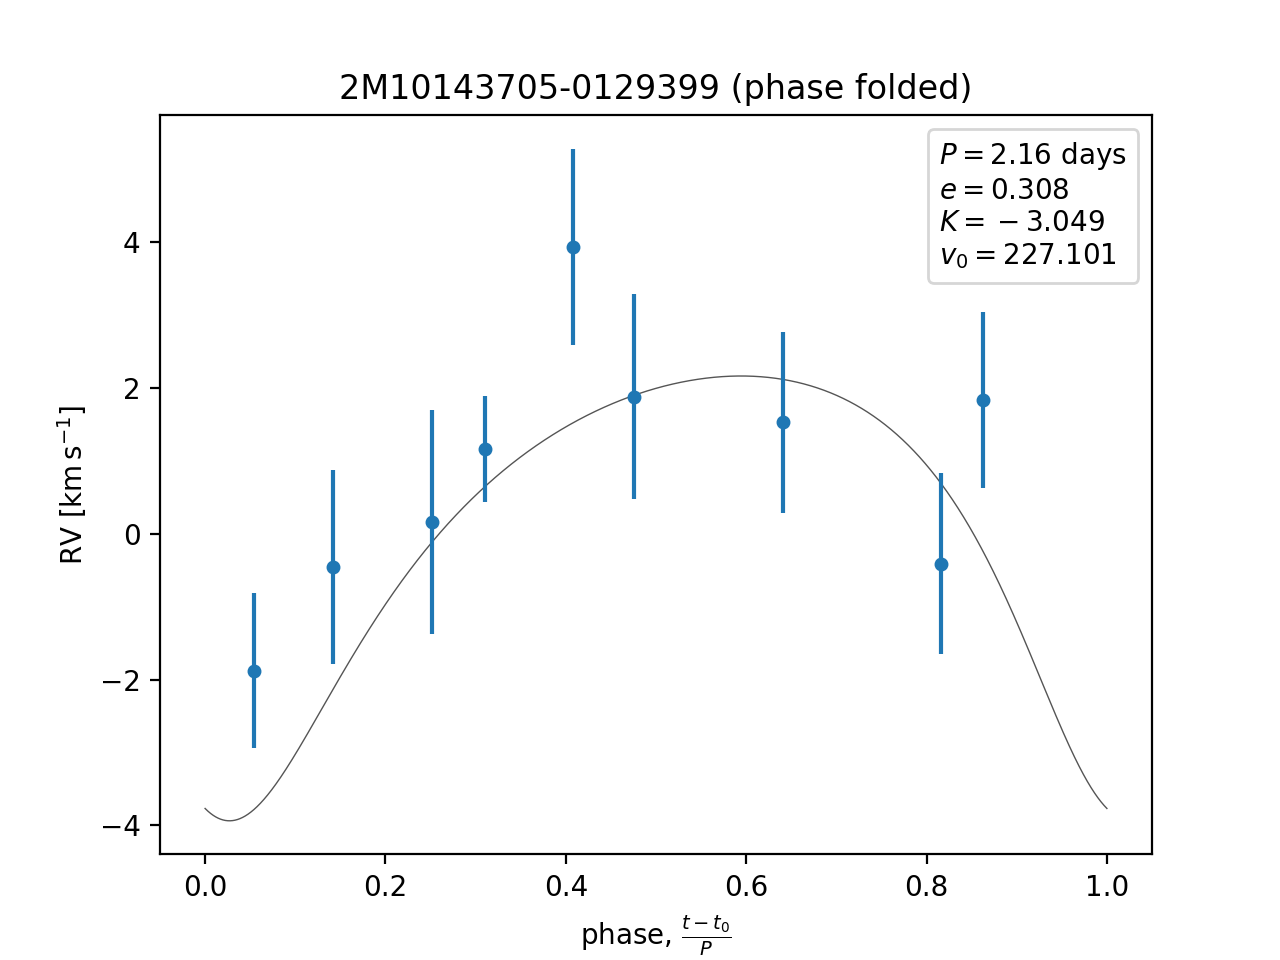 2M10143705-0129399 (phase folded)
P = 2.16 days
e = 0.308
K = − 3.049
v₀ = 227.101
RV [km s⁻¹]
4
2
0
−2
−4
0.0 0.2 0.4 0.6 0.8 1.0
phase, (t − t₀)/P